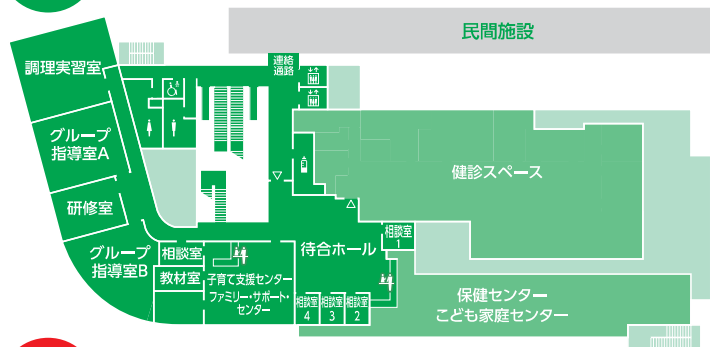 民間施設
連絡
通路
調理実習室
グループ
指導室A
健診スペース
研修室
相談室
1
グループ
指導室B
相談室
待合ホール
教材室
子育て支援センター
ファミリー・サポート・
センター
相談室
4
相談室
3
相談室
2
保健センター
こども家庭センター